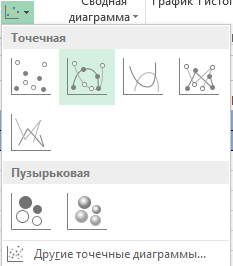 Сводная
диаграмма
График
Точечная
Пузырьковая
Другие точечные диаграммы...